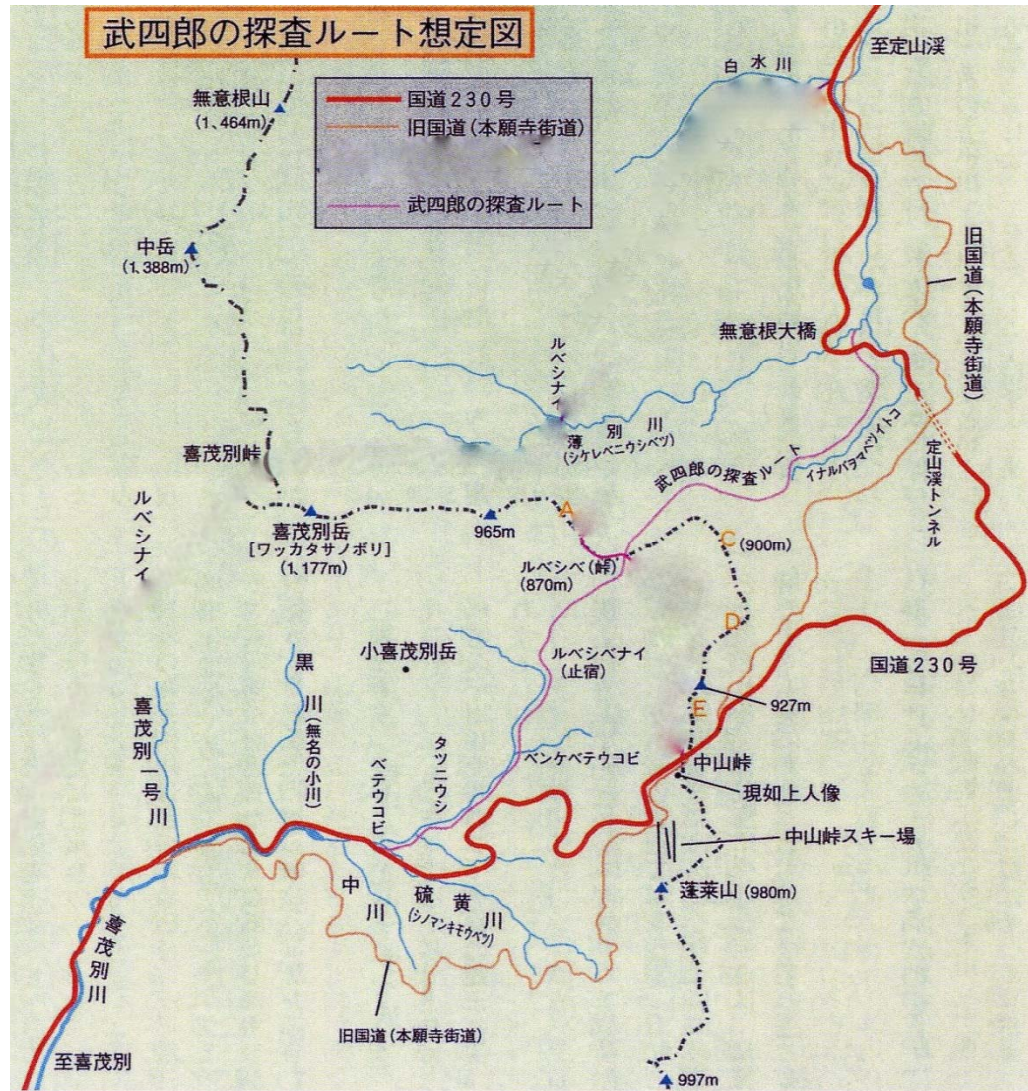 武四郎の探査ルート想定図
国道230号
旧国道(本願寺街道)
武四郎の探査ルート
無意根山
(1、464m)
中岳
(1、388m)
喜茂別峠
ルベシナイ
喜茂別岳
[ワッカタサノボリ]
(1、177m)
965m
白水川
至定山渓
旧国道(本願寺街道)
無意根大橋
ルベシナイ
薄別川
(シケレベニウシベツ)
武四郎の探査ルート
イナルパヲマベツイトコ
定山渓トンネル
A
ルベシベ(峠)
(870m)
C
(900m)
D
国道230号
小喜茂別岳
ルベシベナイ
(止宿)
927m
E
中山峠
現如上人像
中山峠スキー場
蓬莱山(980m)
997m
喜茂別一号川
黒川
(無名の小川)
ペテウコビ
タツニウシ
ペンケペテウコビ
中川
硫黄川
(シノマンキモウベツ)
旧国道(本願寺街道)
喜茂別川
至喜茂別